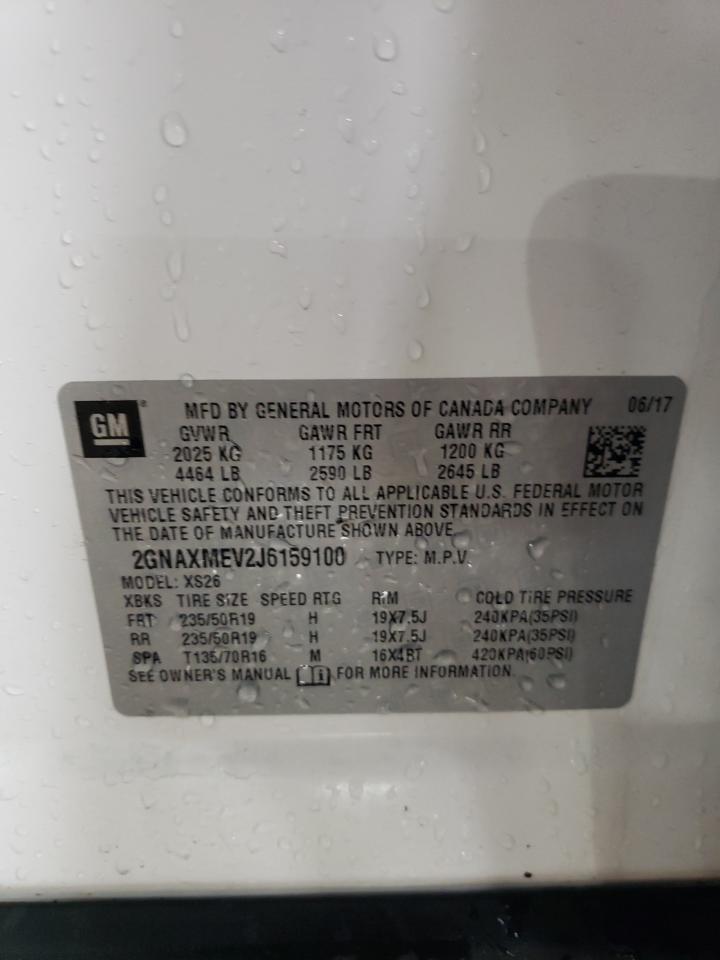 GM ® MFD BY GENERAL MOTORS OF CANADA COMPANY 06/17
GVWR GAWR FRT GAWR RR
2025 KG 1175 KG 1200 KG
4464 LB 2590 LB 2645 LB
THIS VEHICLE CONFORMS TO ALL APPLICABLE U.S. FEDERAL MOTOR
VEHICLE SAFETY AND THEFT PREVENTION STANDARDS IN EFFECT ON
THE DATE OF MANUFACTURE SHOWN ABOVE.
2GNAXMEV2J6159100 TYPE: M.P.V.
MODEL: XS26
XBKS TIRE SIZE SPEED RTG RIM COLD TIRE PRESSURE
FRT 235/50R19 H 19X7.5J 240KPA(35PSI)
RR 235/50R19 H 19X7.5J 240KPA(35PSI)
SPA T135/70R16 M 16X4BT 420KPA(60PSI)
SEE OWNER'S MANUAL FOR MORE INFORMATION.